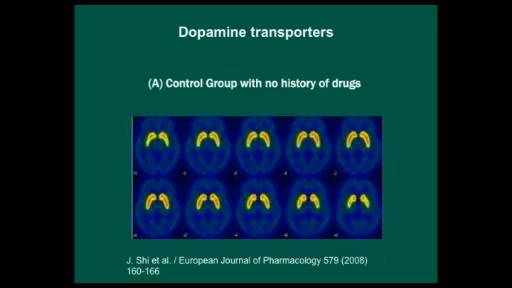 Dopamine transporters
(A) Control Group with no history of drugs
J. Shi et al. / European Journal of Pharmacology 579 (2008)
160-166